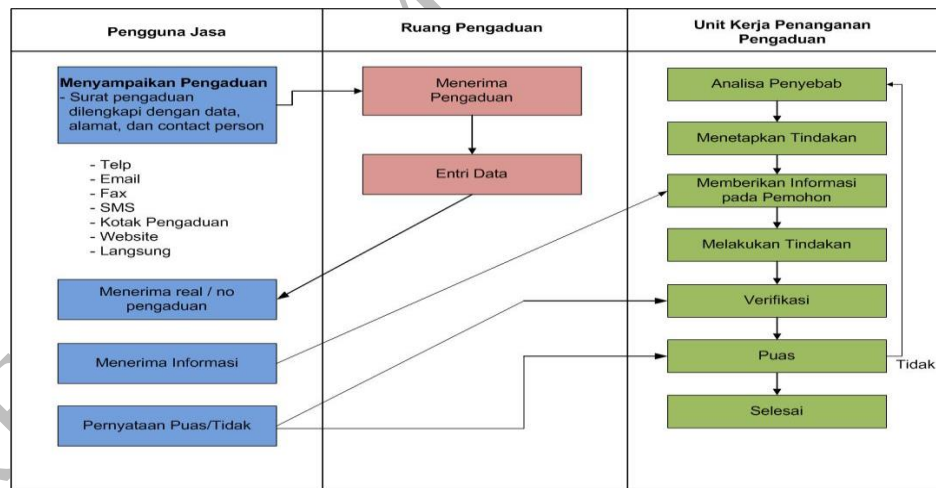 Pengguna Jasa
Ruang Pengaduan
Unit Kerja Penanganan
Pengaduan
Menyampaikan Pengaduan
- Surat pengaduan
dilengkapi dengan data,
alamat, dan contact person
- Telp
- Email
- Fax
- SMS
- Kotak Pengaduan
- Website
- Langsung
Menerima real / no
pengaduan
Menerima Informasi
Pernyataan Puas/Tidak
Menerima
Pengaduan
Entri Data
Analisa Penyebab
Menetapkan Tindakan
Memberikan Informasi
pada Pemohon
Melakukan Tindakan
Verifikasi
Puas
Tidak
Selesai